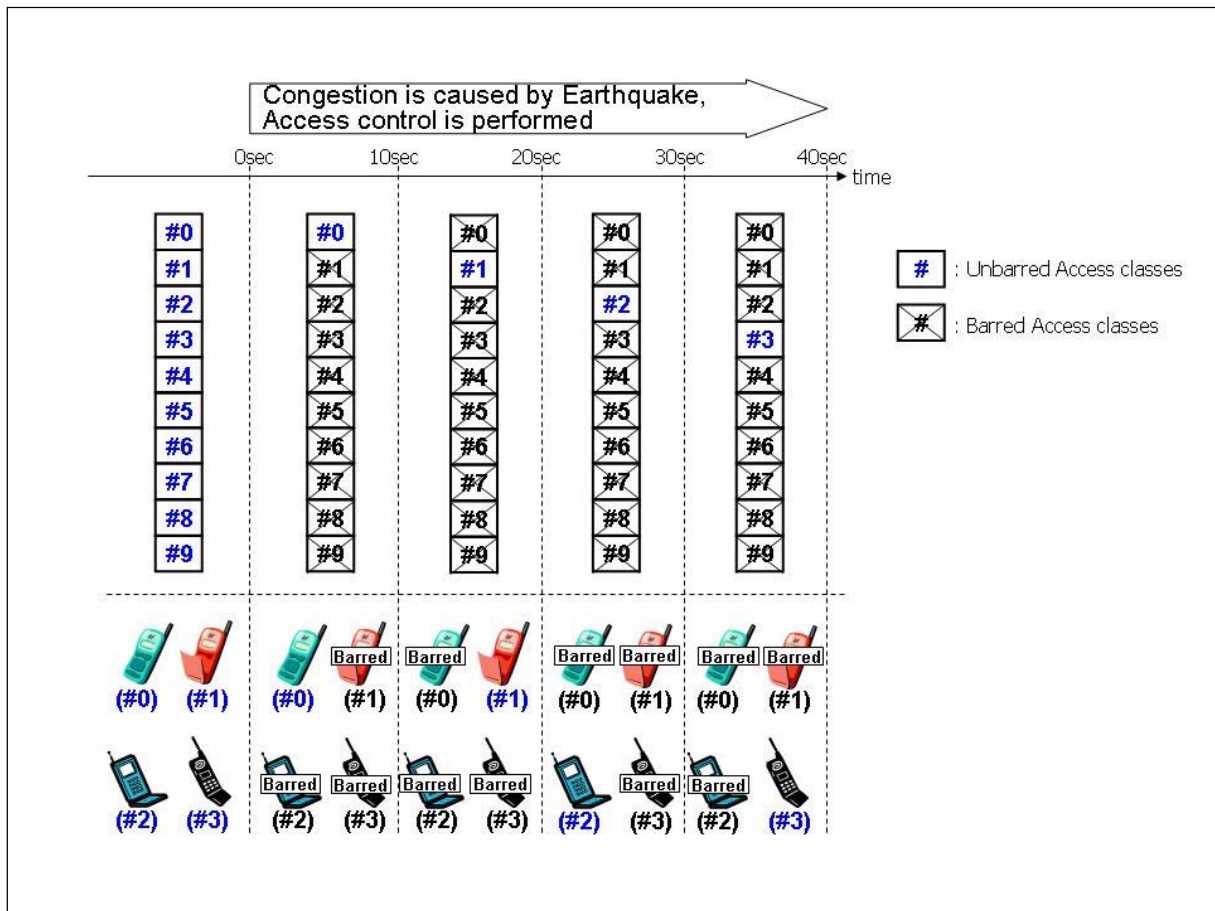 Congestion is caused by Earthquake,
Access control is performed
0sec 10sec 20sec 30sec 40sec
time
#0 #0 #0 #0 #0
#1 #1 #1 #1 #1
#2 #2 #2 #2 #2
#3 #3 #3 #3 #3
#4 #4 #4 #4 #4
#5 #5 #5 #5 #5
#6 #6 #6 #6 #6
#7 #7 #7 #7 #7
#8 #8 #8 #8 #8
#9 #9 #9 #9 #9
# : Unbarred Access classes
# : Barred Access classes
Barred Barred Barred Barred Barred Barred
(#0) (#1) (#0) (#1) (#0) (#1) (#0) (#1) (#0) (#1)
Barred Barred Barred Barred Barred Barred
(#2) (#3) (#2) (#3) (#2) (#3) (#2) (#3) (#2) (#3)